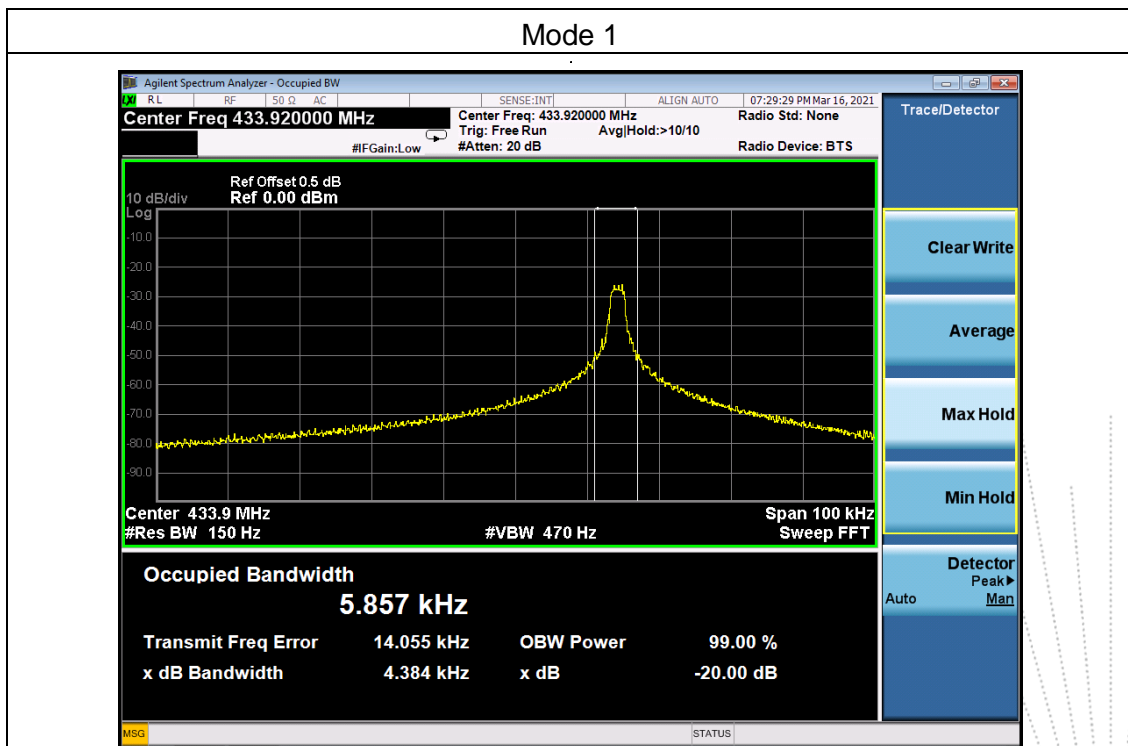 Mode 1
Agilent Spectrum Analyzer - Occupied BW
LXI RL RF 50 Ω AC SENSE:INT ALIGN AUTO 07:29:29 PM Mar 16, 2021
Center Freq 433.920000 MHz
Center Freq: 433.920000 MHz Radio Std: None
Trig: Free Run Avg|Hold:>10/10
#IFGain:Low #Atten: 20 dB Radio Device: BTS
Trace/Detector
Ref Offset 0.5 dB
10 dB/div Ref 0.00 dBm
Log
-10.0
-20.0
-30.0
-40.0
-50.0
-60.0
-70.0
-80.0
-90.0
Center 433.9 MHz Span 100 kHz
#Res BW 150 Hz #VBW 470 Hz Sweep FFT
Clear Write
Average
Max Hold
Min Hold
Detector
Peak▶
Auto Man
Occupied Bandwidth
5.857 kHz
Transmit Freq Error 14.055 kHz OBW Power 99.00 %
x dB Bandwidth 4.384 kHz x dB -20.00 dB
MSG STATUS